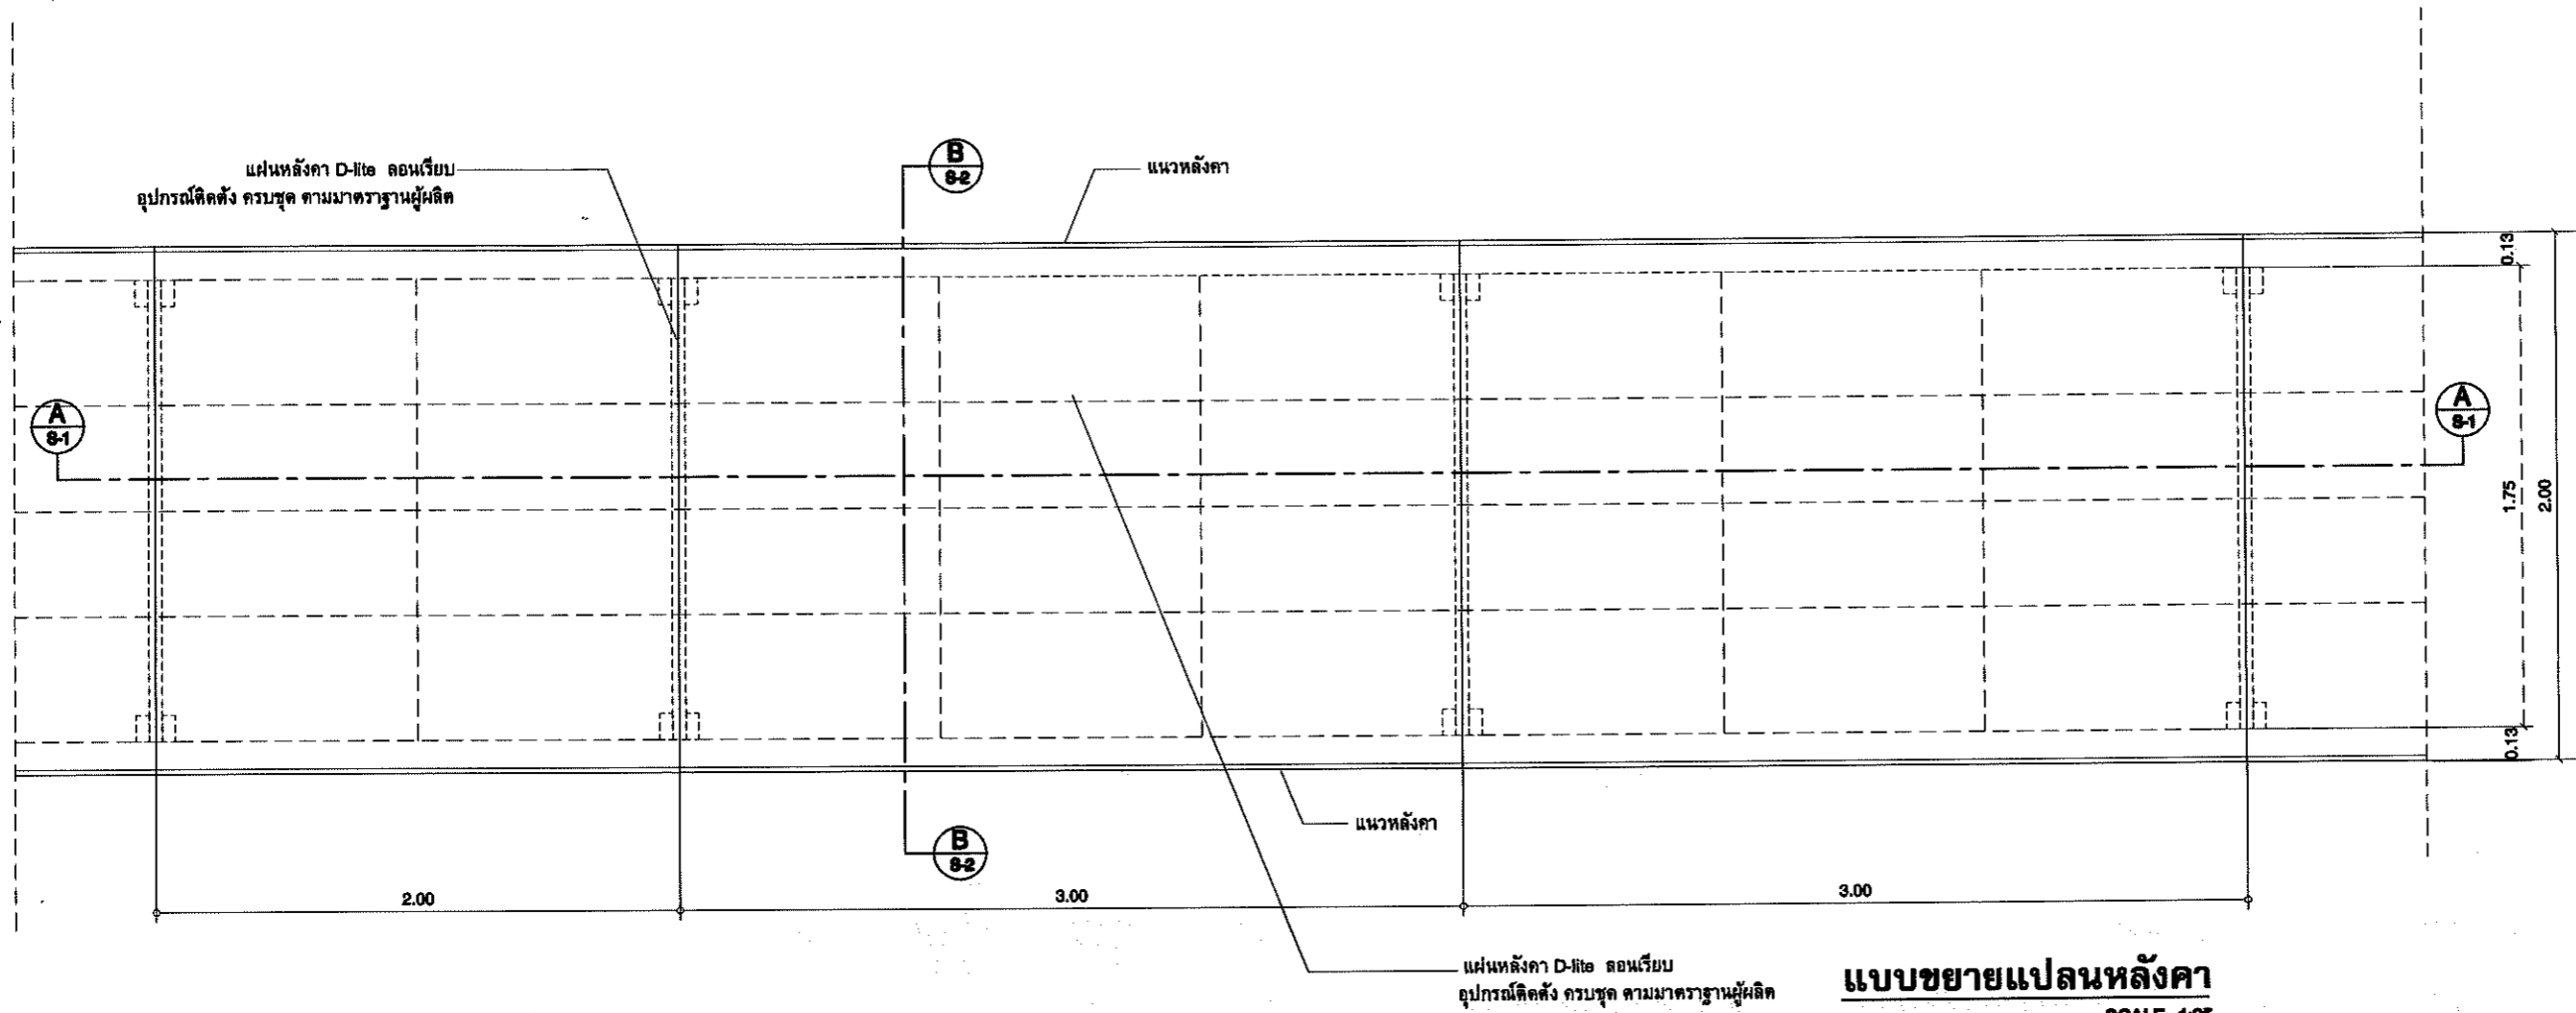 แผ่นหลังคา D-lite ลอนเรียบ
อุปกรณ์ติดตั้ง ครบชุด ตามมาตราฐานผู้ผลิต
B
S-2
แนวหลังคา
0.13
A
S-1
A
S-1
1.75
2.00
0.13
แนวหลังคา
B
S-2
2.00
3.00
3.00
แผ่นหลังคา D-lite ลอนเรียบ
อุปกรณ์ติดตั้ง ครบชุด ตามมาตราฐานผู้ผลิต
แบบขยายแปลนหลังคา